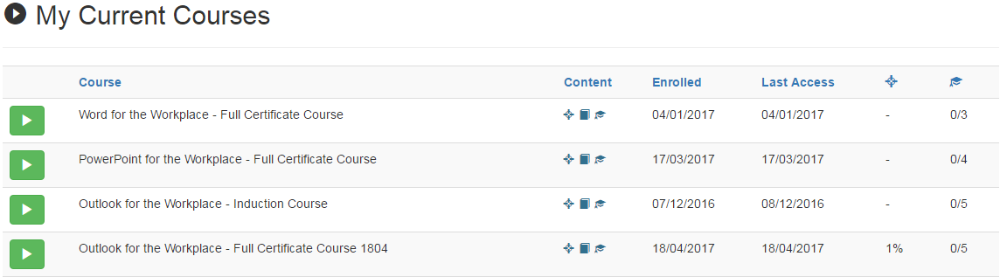 My Current Courses
Course Content Enrolled Last Access
Word for the Workplace - Full Certificate Course 04/01/2017 04/01/2017 - 0/3
PowerPoint for the Workplace - Full Certificate Course 17/03/2017 17/03/2017 - 0/4
Outlook for the Workplace - Induction Course 07/12/2016 08/12/2016 - 0/5
Outlook for the Workplace - Full Certificate Course 1804 18/04/2017 18/04/2017 1% 0/5